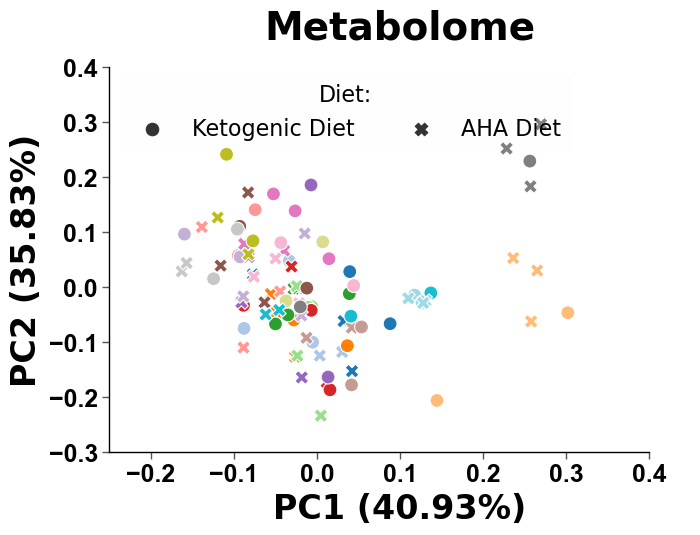 Metabolome
Diet:
Ketogenic Diet AHA Diet
PC2 (35.83%)
0.4
0.3
0.2
0.1
0.0
−0.1
−0.2
−0.3
−0.2 −0.1 0.0 0.1 0.2 0.3 0.4
PC1 (40.93%)